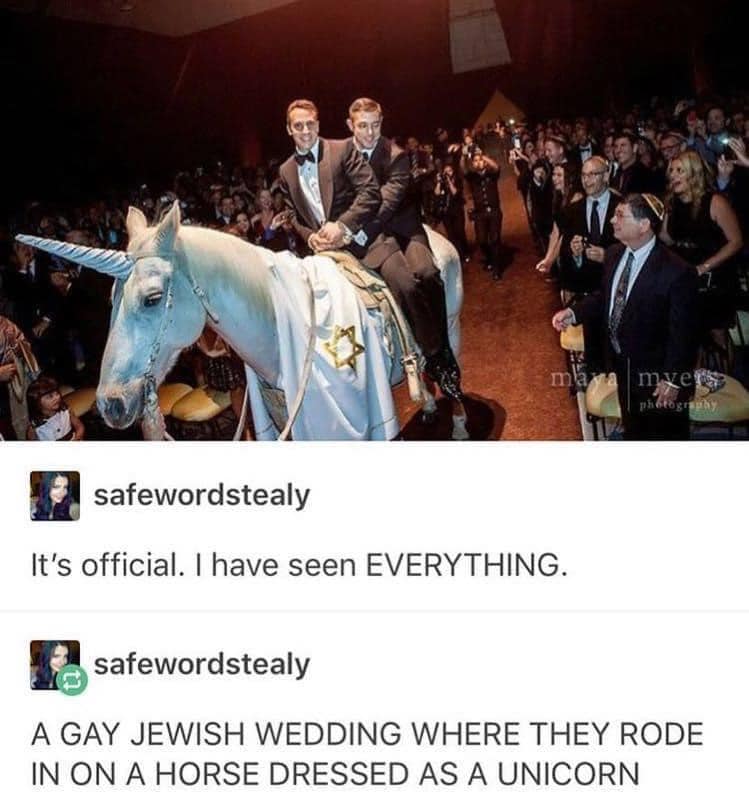 maya | myers
photography
safewordstealy
It's official. I have seen EVERYTHING.
safewordstealy
A GAY JEWISH WEDDING WHERE THEY RODE
IN ON A HORSE DRESSED AS A UNICORN